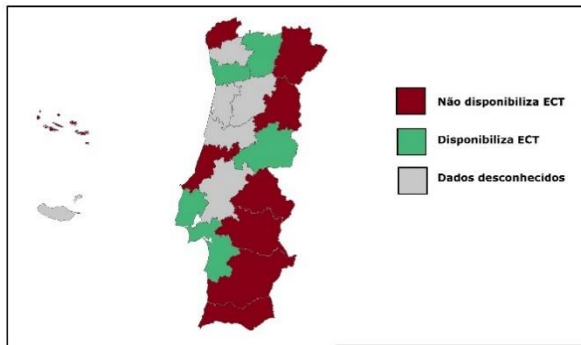 Não disponibiliza ECT
Disponibiliza ECT
Dados desconhecidos